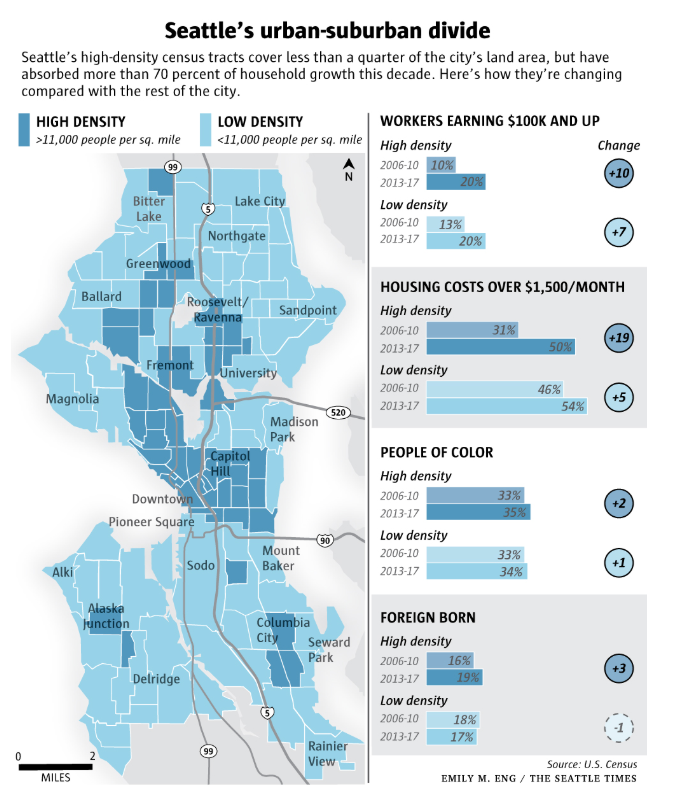 Seattle's urban-suburban divide
Seattle's high-density census tracts cover less than a quarter of the city's land area, but have
absorbed more than 70 percent of household growth this decade. Here's how they're changing
compared with the rest of the city.
HIGH DENSITY
>11,000 people per sq. mile
LOW DENSITY
<11,000 people per sq. mile
99
N
5
Bitter
Lake
Lake City
Northgate
Greenwood
Ballard
Roosevelt/
Ravenna
Sandpoint
Fremont
University
Magnolia
520
Madison
Park
Capitol
Hill
Downtown
Pioneer Square
90
Mount
Baker
Sodo
Alki
Alaska
Junction
Columbia
City
Seward
Park
Delridge
5
99
Rainier
View
0 2
MILES
WORKERS EARNING $100K AND UP
High density Change
2006-10 10%
2013-17 20%
+10
Low density
2006-10 13%
2013-17 20%
+7
HOUSING COSTS OVER $1,500/MONTH
High density
2006-10 31%
2013-17 50%
+19
Low density
2006-10 46%
2013-17 54%
+5
PEOPLE OF COLOR
High density
2006-10 33%
2013-17 35%
+2
Low density
2006-10 33%
2013-17 34%
+1
FOREIGN BORN
High density
2006-10 16%
2013-17 19%
+3
Low density
2006-10 18%
2013-17 17%
-1
Source: U.S. Census
EMILY M. ENG / THE SEATTLE TIMES